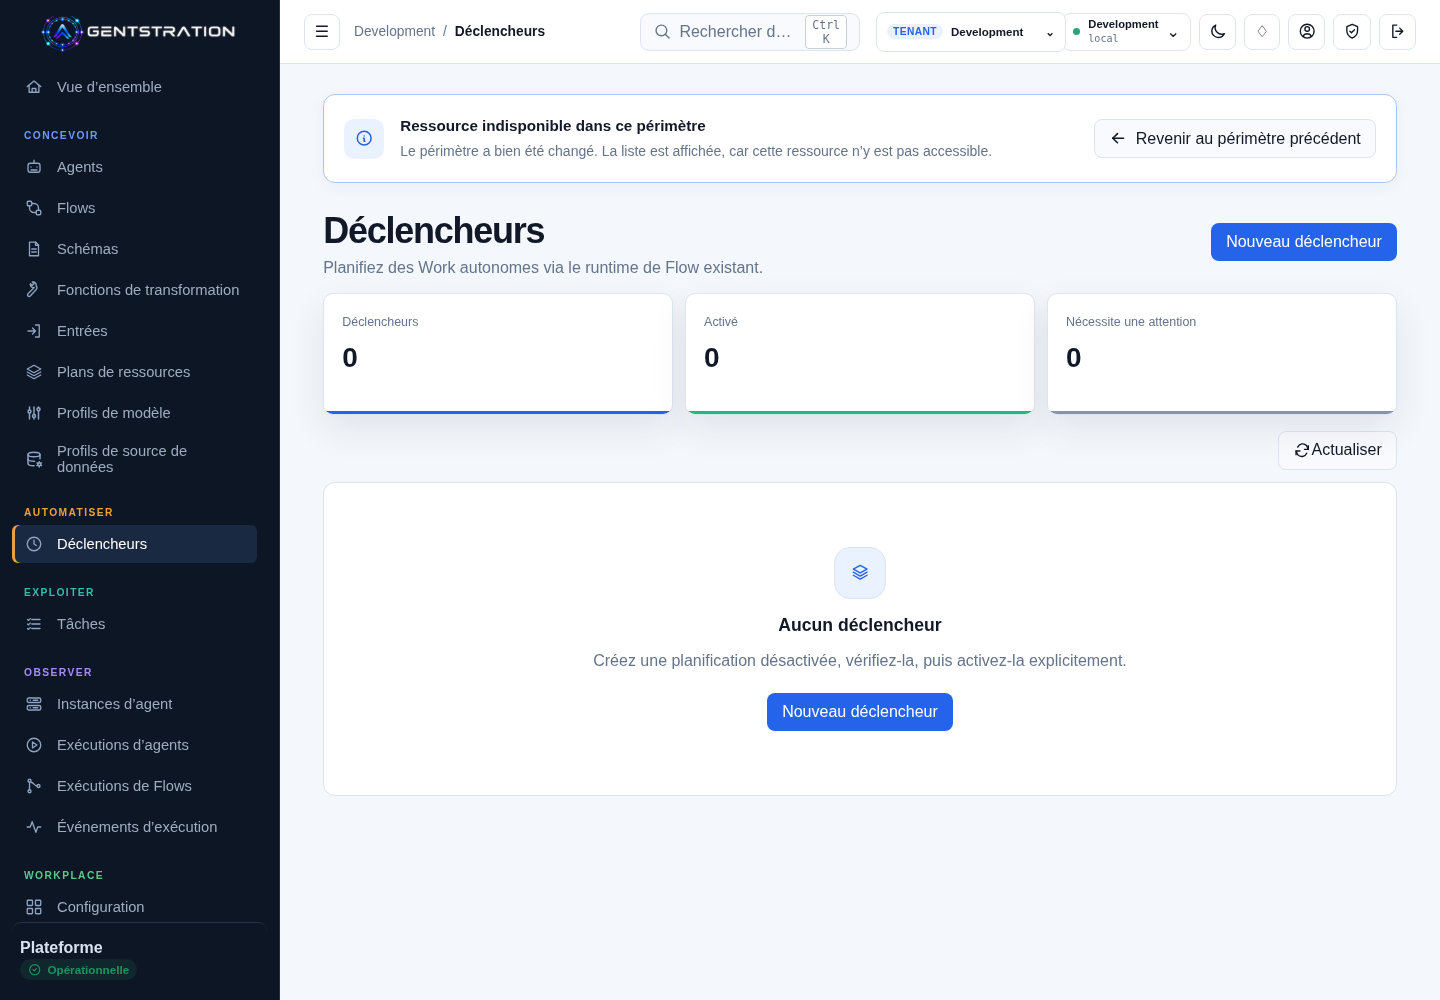 GENTSTRATION
Vue d’ensemble
CONCEVOIR
Agents
Flows
Schémas
Fonctions de transformation
Entrées
Plans de ressources
Profils de modèle
Profils de source de
données
AUTOMATISER
Déclencheurs
EXPLOITER
Tâches
OBSERVER
Instances d’agent
Exécutions d’agents
Exécutions de Flows
Événements d’exécution
WORKPLACE
Configuration
Plateforme
Opérationnelle
Development / Déclencheurs
Rechercher d…
Ctrl
K
TENANT Development
Development
local
Ressource indisponible dans ce périmètre
Le périmètre a bien été changé. La liste est affichée, car cette ressource n’y est pas accessible.
Revenir au périmètre précédent
Déclencheurs
Planifiez des Work autonomes via le runtime de Flow existant.
Nouveau déclencheur
Déclencheurs
0
Activé
0
Nécessite une attention
0
Actualiser
Aucun déclencheur
Créez une planification désactivée, vérifiez-la, puis activez-la explicitement.
Nouveau déclencheur